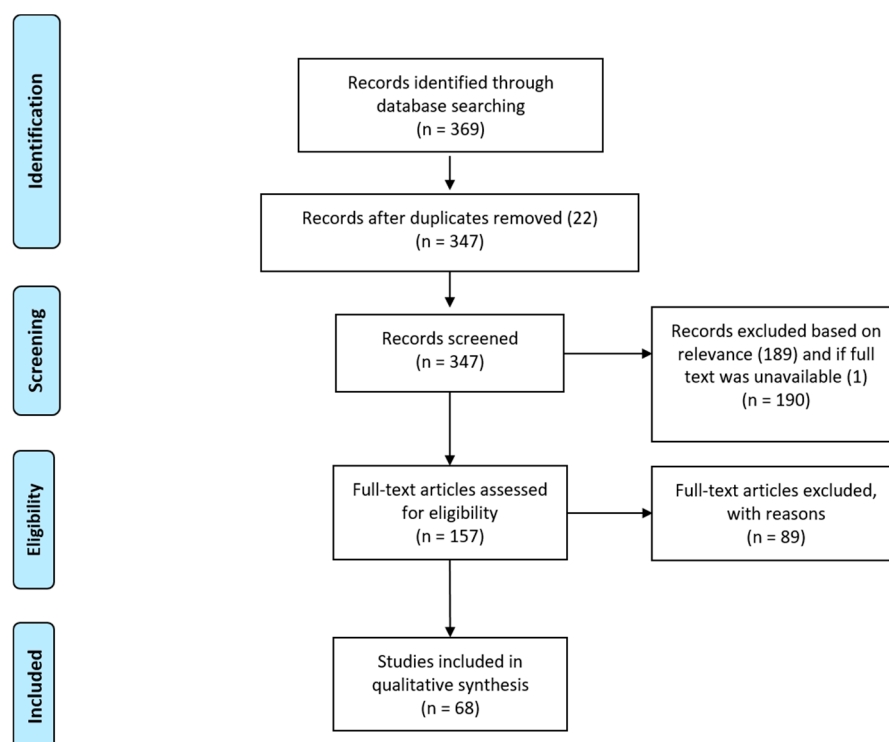 Identification
Records identified through
database searching
(n = 369)
Records after duplicates removed (22)
(n = 347)
Screening
Records screened
(n = 347)
Records excluded based on
relevance (189) and if full
text was unavailable (1)
(n = 190)
Eligibility
Full-text articles assessed
for eligibility
(n = 157)
Full-text articles excluded,
with reasons
(n = 89)
Included
Studies included in
qualitative synthesis
(n = 68)